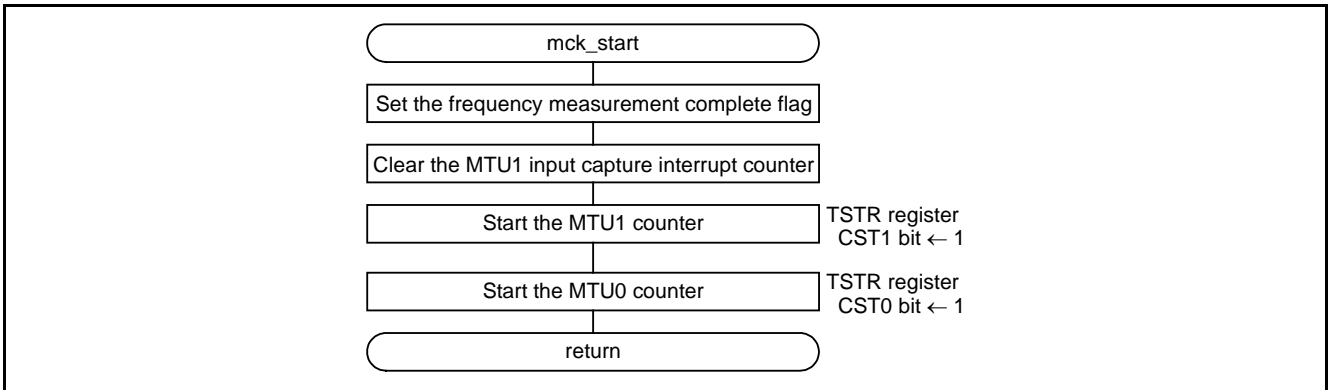 mck_start
Set the frequency measurement complete flag
Clear the MTU1 input capture interrupt counter
Start the MTU1 counter
TSTR register
CST1 bit ← 1
Start the MTU0 counter
TSTR register
CST0 bit ← 1
return